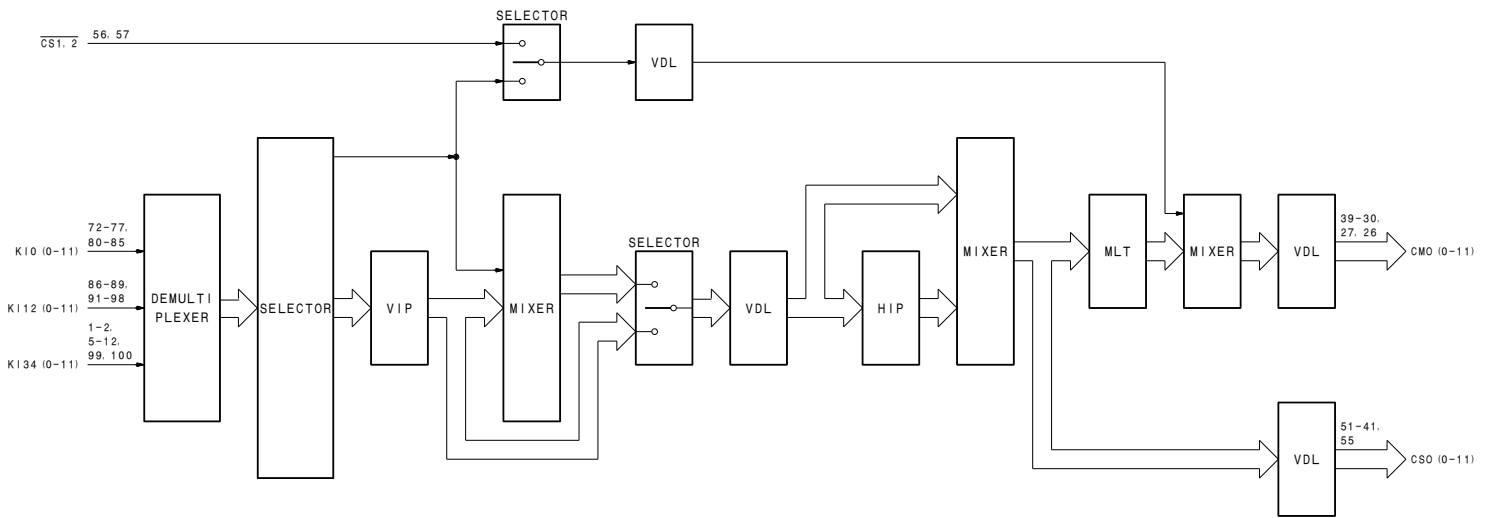 SELECTOR
CS1, 2
56, 57
VDL
72-77,
80-85
KI0 (0-11)
86-89,
91-98
KI12 (0-11)
1-2,
5-12,
99, 100
KI34 (0-11)
DEMULTI
PLEXER
SELECTOR
VIP
MIXER
SELECTOR
VDL
HIP
MIXER
MLT
MIXER
VDL
39-30,
27, 26
CMO (0-11)
VDL
51-41,
55
CSO (0-11)